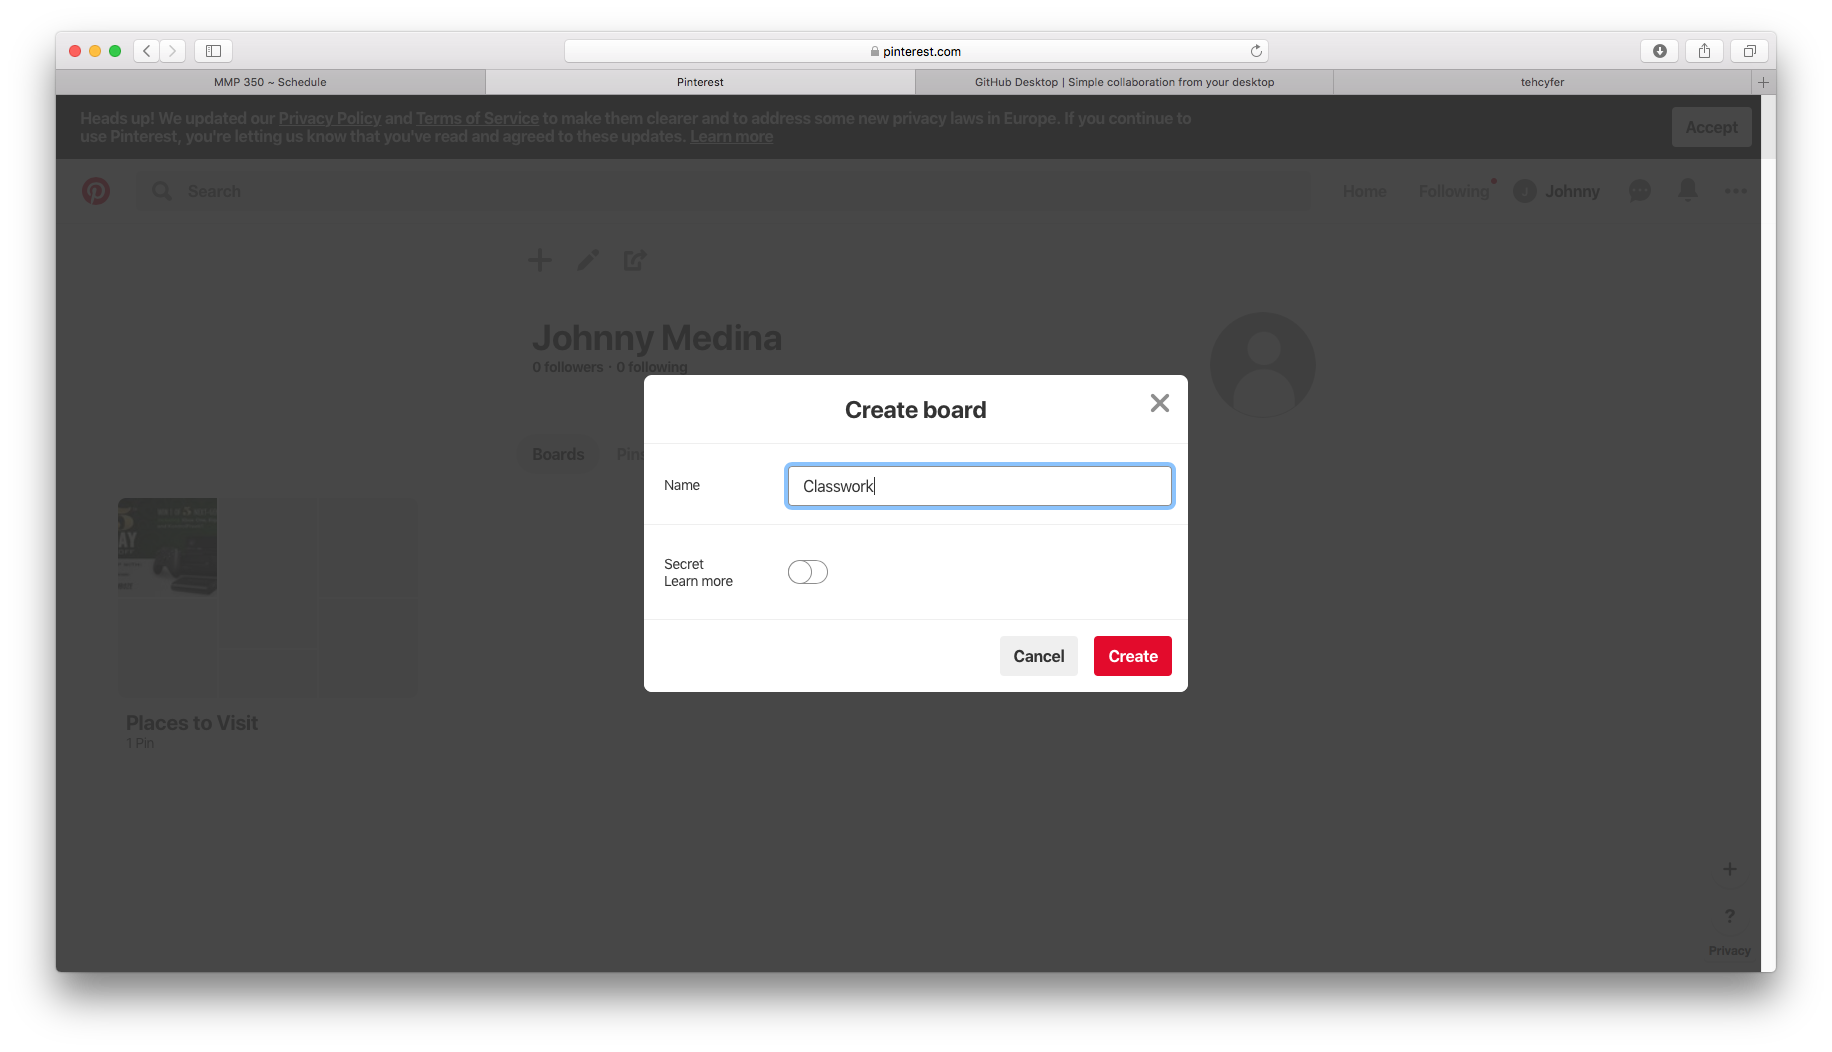 pinterest.com
MMP 350 ~ Schedule
Pinterest
GitHub Desktop | Simple collaboration from your desktop
tehcyfer
Heads up! We updated our Privacy Policy and Terms of Service to make them clearer and to address some new privacy laws in Europe. If you continue to
use Pinterest, you're letting us know that you've read and agreed to these updates. Learn more
Accept
Search
Home
Following
Johnny
Johnny Medina
0 followers · 0 following
Boards
Pins
Create board
Name
Classwork
Secret
Learn more
Cancel
Create
5
Places to Visit
1 Pin
?
Privacy